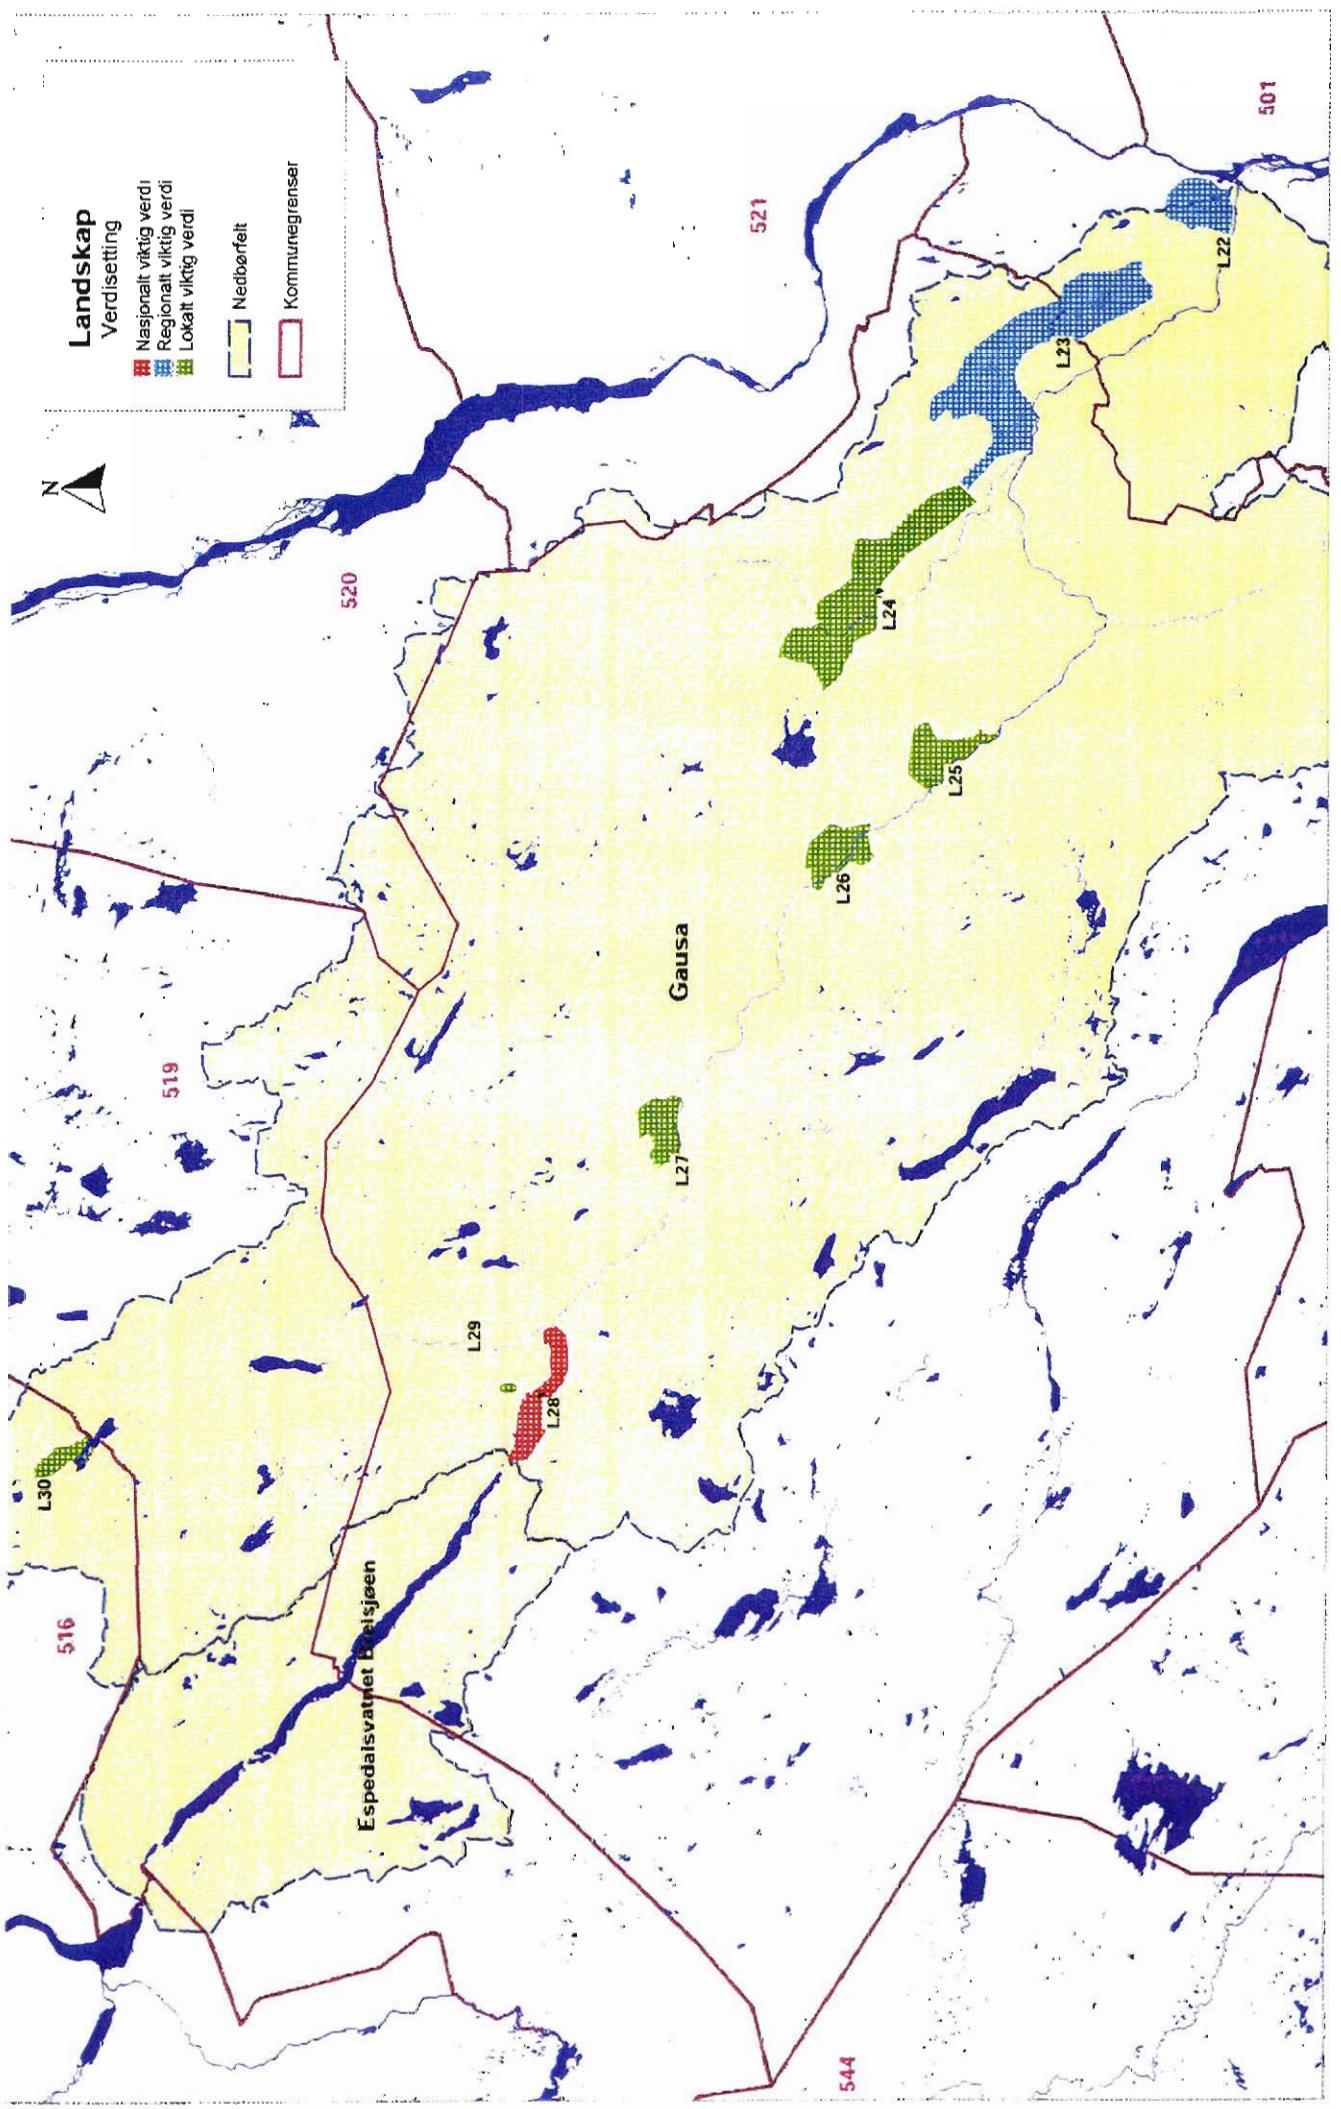 Landskap
Verdisetting
Nasjonalt viktig verdi
Regionalt viktig verdi
Lokalt viktig verdi
Nedbørfelt
Kommunegrenser
N
516
519
520
521
501
544
L30
L29
L28
L27
L26
L25
L24
L23
L22
Gausa
Espedalsvatnet Breisjøen